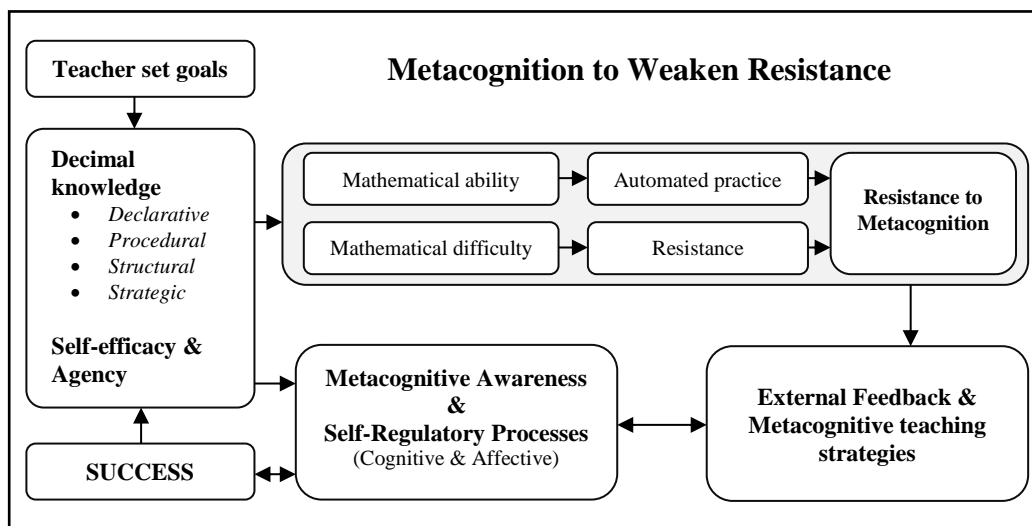 Teacher set goals
Metacognition to Weaken Resistance
Decimal
knowledge
• Declarative
• Procedural
• Structural
• Strategic
Self-efficacy &
Agency
Mathematical ability
Automated practice
Mathematical difficulty
Resistance
Resistance to
Metacognition
Metacognitive Awareness
&
Self-Regulatory Processes
(Cognitive & Affective)
External Feedback &
Metacognitive teaching
strategies
SUCCESS